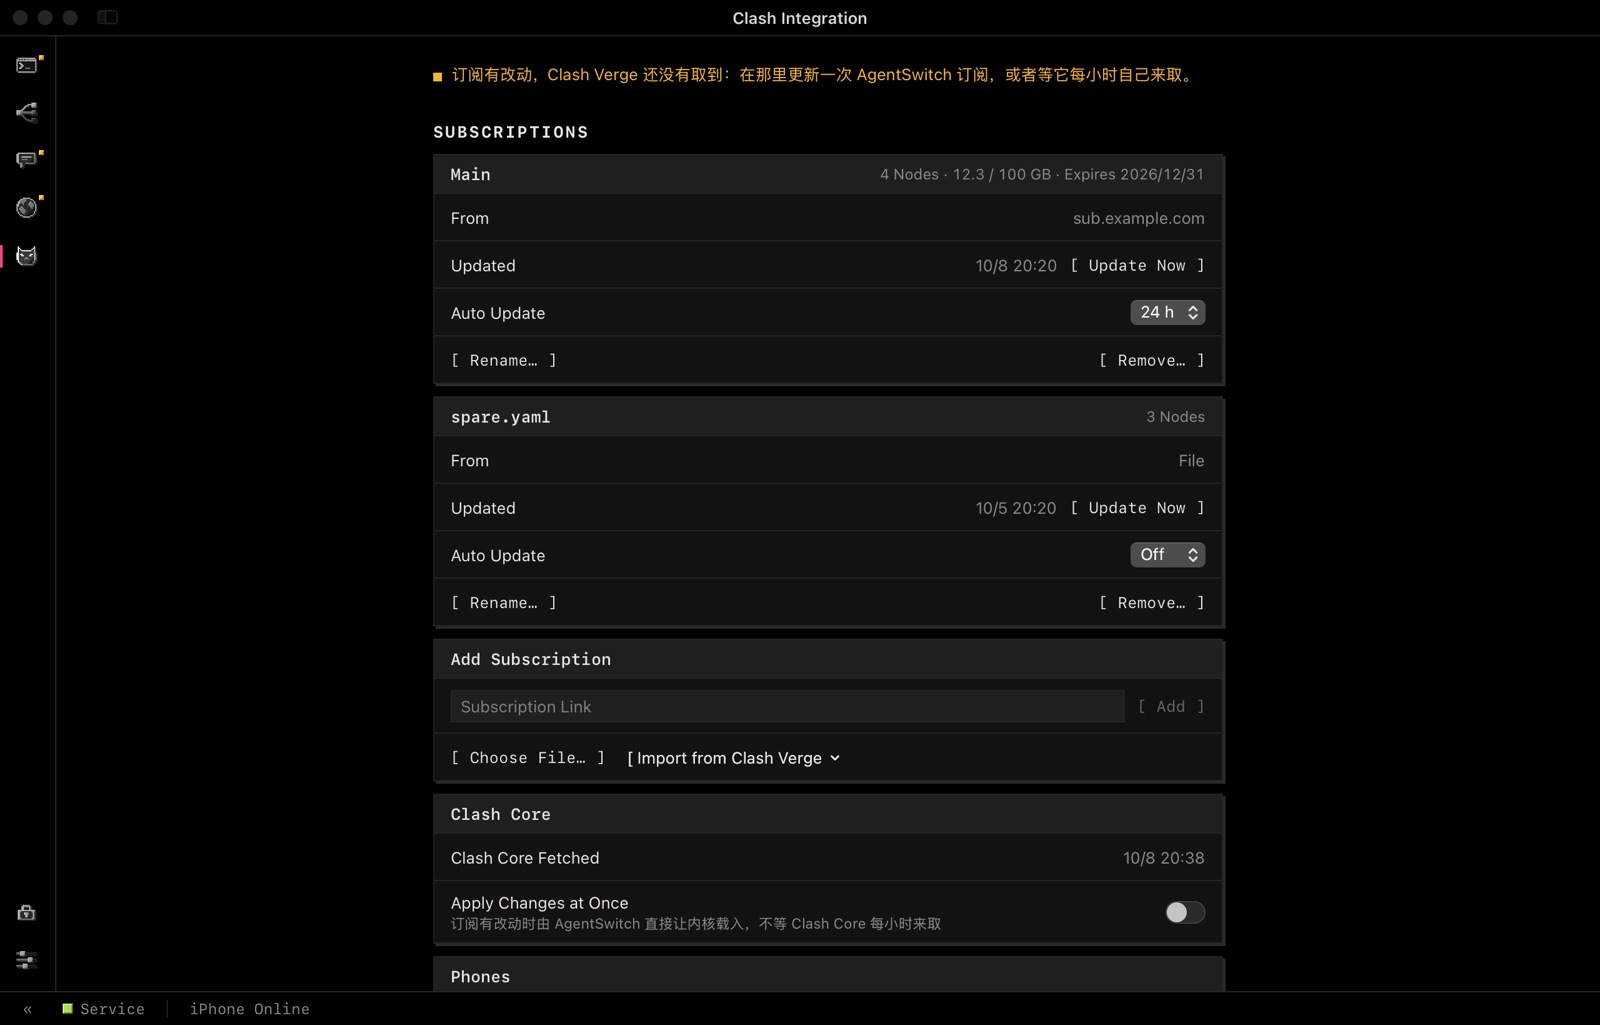 Clash Integration
订阅有改动，Clash Verge 还没有取到：在那里更新一次 AgentSwitch 订阅，或者等它每小时自己来取。
SUBSCRIPTIONS
Main 4 Nodes · 12.3 / 100 GB · Expires 2026/12/31
From sub.example.com
Updated 10/8 20:20 [ Update Now ]
Auto Update 24 h
[ Rename… ] [ Remove… ]
spare.yaml 3 Nodes
From File
Updated 10/5 20:20 [ Update Now ]
Auto Update Off
[ Rename… ] [ Remove… ]
Add Subscription
Subscription Link [ Add ]
[ Choose File… ] [ Import from Clash Verge
Clash Core
Clash Core Fetched 10/8 20:38
Apply Changes at Once
订阅有改动时由 AgentSwitch 直接让内核载入，不等 Clash Core 每小时来取
Phones
« Service iPhone Online